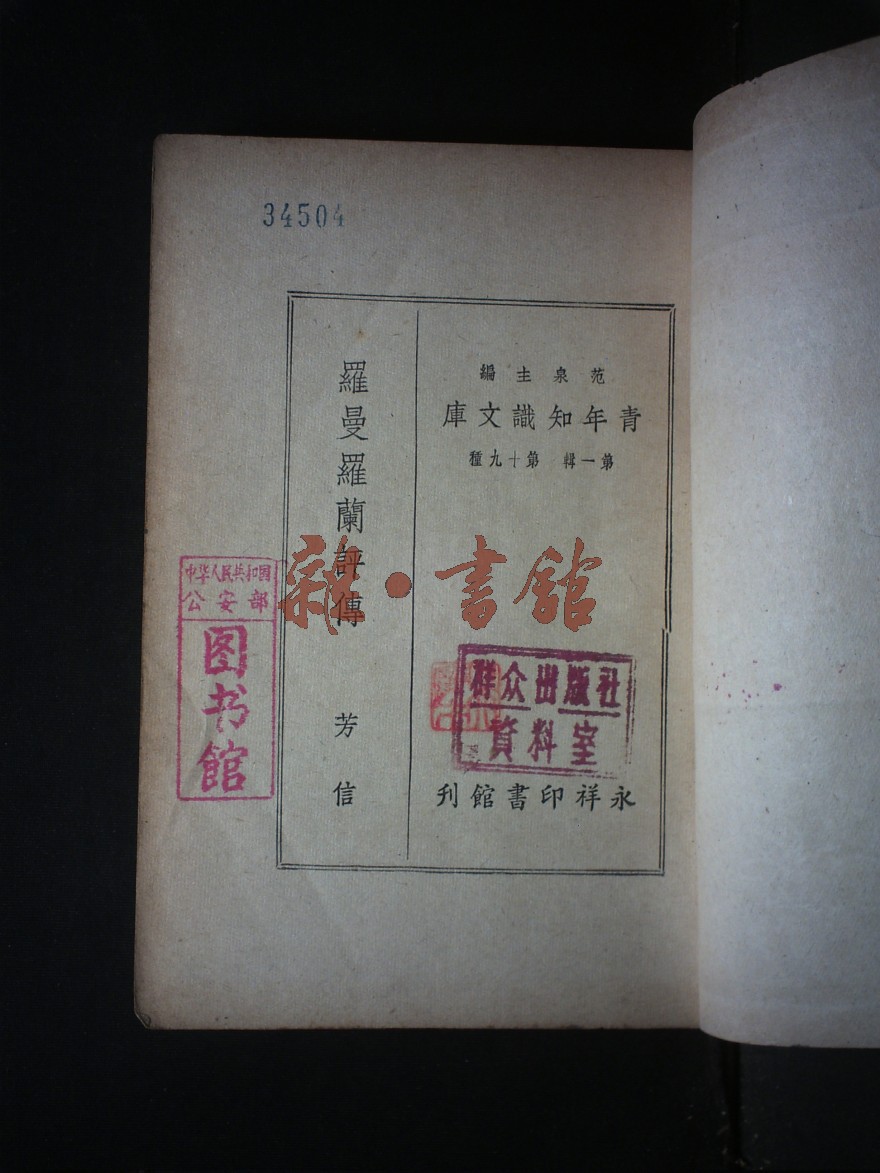 34504
范泉主編
青年知識文庫
第一輯 第十九種
羅曼羅蘭評傳
芳信
永祥印書館刊
中华人民共和国
公安部
图书馆
群众出版社
資料室
雜·書館